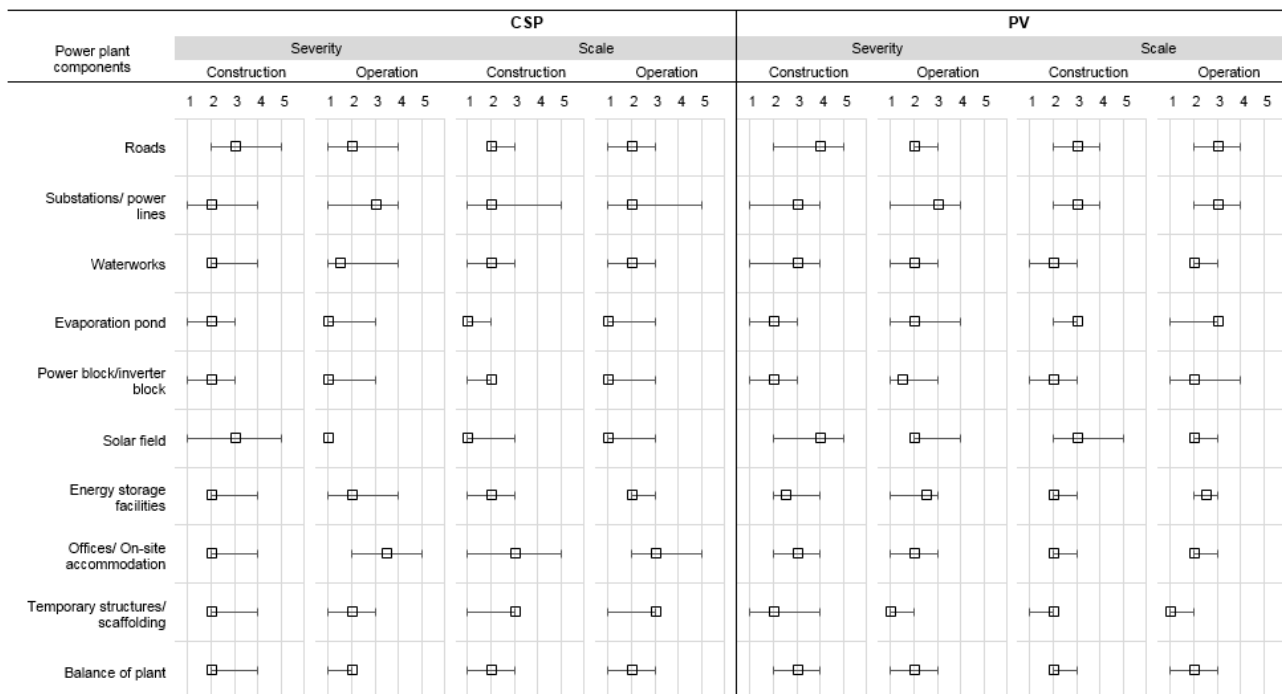 CSP PV
Power plant
components
Severity Scale Severity Scale
Construction Operation Construction Operation Construction Operation Construction Operation
1 2 3 4 5 1 2 3 4 5 1 2 3 4 5 1 2 3 4 5 1 2 3 4 5 1 2 3 4 5 1 2 3 4 5 1 2 3 4 5
Roads
Substations/ power
lines
Waterworks
Evaporation pond
Power block/inverter
block
Solar field
Energy storage
facilities
Offices/ On-site
accommodation
Temporary structures/
scaffolding
Balance of plant